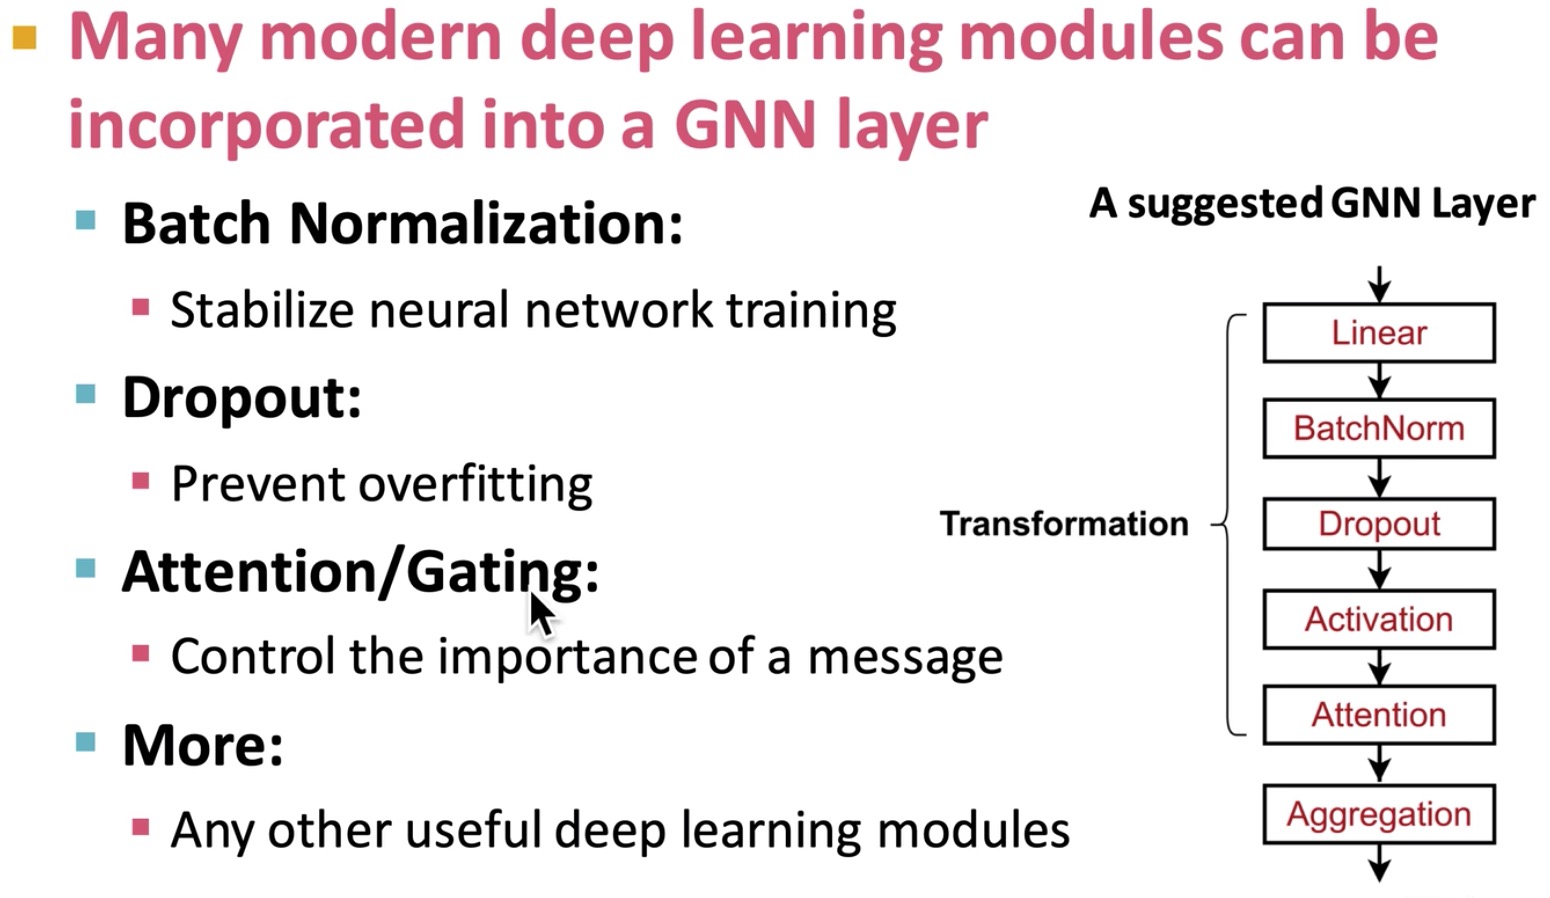 Many modern deep learning modules can be
incorporated into a GNN layer
Batch Normalization:
Stabilize neural network training
Dropout:
Prevent overfitting
Attention/Gating:
Control the importance of a message
More:
Any other useful deep learning modules
A suggested GNN Layer
Transformation
Linear
BatchNorm
Dropout
Activation
Attention
Aggregation